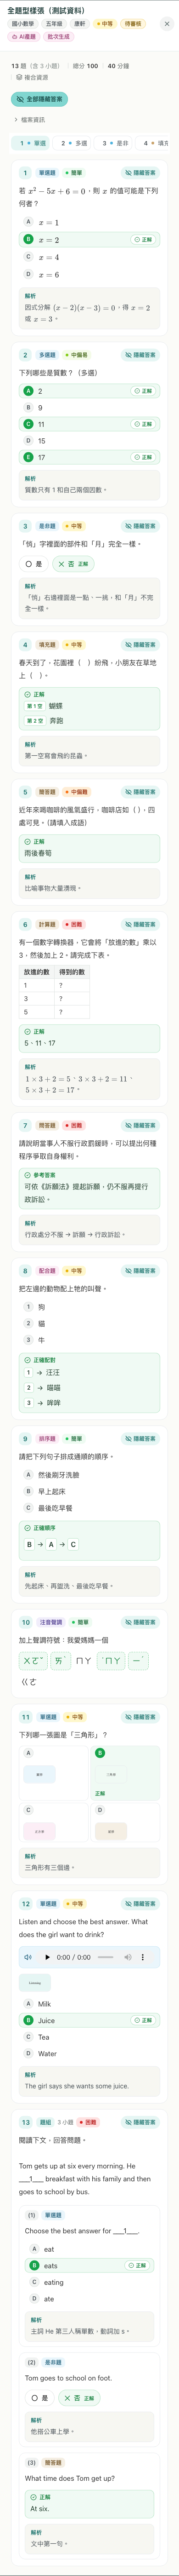 全題型樣張（測試資料）
國小數學 五年級 康軒 中等 待審核
AI產題 批次生成
13 題（含 3 小題） 總分 100 40 分鐘
複合資源
全部隱藏答案
檔案資訊
1 單選 2 多選 3 是非 4 填充
1 單選題 簡單 隱藏答案
若 x² − 5x + 6 = 0，則 x 的值可能是下列
何者？
A x = 1
B x = 2 正解
C x = 4
D x = 6
解析
因式分解 (x − 2)(x − 3) = 0，得 x = 2
或 x = 3。
2 多選題 中偏易 隱藏答案
下列哪些是質數？（多選）
A 2 正解
B 9
C 11 正解
D 15
E 17 正解
解析
質數只有 1 和自己兩個因數。
3 是非題 中等 隱藏答案
「悄」字裡面的部件和「月」完全一樣。
是 否 正解
解析
「悄」右邊裡面是一點、一挑，和「月」不完
全一樣。
4 填充題 中等 隱藏答案
春天到了，花園裡（ ）紛飛，小朋友在草地
上（ ）。
正解
第 1 空 蝴蝶
第 2 空 奔跑
解析
第一空寫會飛的昆蟲。
5 簡答題 中偏難 隱藏答案
近年來喝咖啡的風氣盛行，咖啡店如（ ），四
處可見。(請填入成語)
正解
雨後春筍
解析
比喻事物大量湧現。
6 計算題 困難 隱藏答案
有一個數字轉換器，它會將「放進的數」乘以
3，然後加上 2。請完成下表。
放進的數 得到的數
1 ?
3 ?
5 ?
正解
5、11、17
解析
1 × 3 + 2 = 5，3 × 3 + 2 = 11，
5 × 3 + 2 = 17。
7 問答題 困難 隱藏答案
請說明當事人不服行政罰鍰時，可以提出何種
程序爭取自身權利。
參考答案
可依《訴願法》提起訴願，仍不服再提行
政訴訟。
解析
行政處分不服 → 訴願 → 行政訴訟。
8 配合題 中等 隱藏答案
把左邊的動物配上牠的叫聲。
1 狗
2 貓
3 牛
正確配對
1 → 汪汪
2 → 喵喵
3 → 哞哞
9 排序題 簡單 隱藏答案
請把下列句子排成通順的順序。
A 然後刷牙洗臉
B 早上起床
C 最後吃早餐
正確順序
B → A → C
解析
先起床、再盥洗、最後吃早餐。
10 注音聲調 簡單 隱藏答案
加上聲調符號：我愛媽媽一個
ㄨㄛˇ ㄞˋ ㄇㄚ ˙ㄇㄚ ㄧˊ
ㄍㄜ
11 單選題 中等 隱藏答案
下列哪一張圖是「三角形」？
A
B
正解
C
D
解析
三角形有三個邊。
12 單選題 中等 隱藏答案
Listen and choose the best answer. What
does the girl want to drink?
0:00 / 0:00
Listening
A Milk
B Juice 正解
C Tea
D Water
解析
The girl says she wants some juice.
13 題組 3 小題 困難 隱藏答案
閱讀下文，回答問題。
Tom gets up at six every morning. He
___1___ breakfast with his family and then
goes to school by bus.
(1) 單選題
Choose the best answer for ___1___.
A eat
B eats 正解
C eating
D ate
解析
主詞 He 第三人稱單數，動詞加 s。
(2) 是非題
Tom goes to school on foot.
是 否 正解
解析
他搭公車上學。
(3) 簡答題
What time does Tom get up?
正解
At six.
解析
文中第一句。